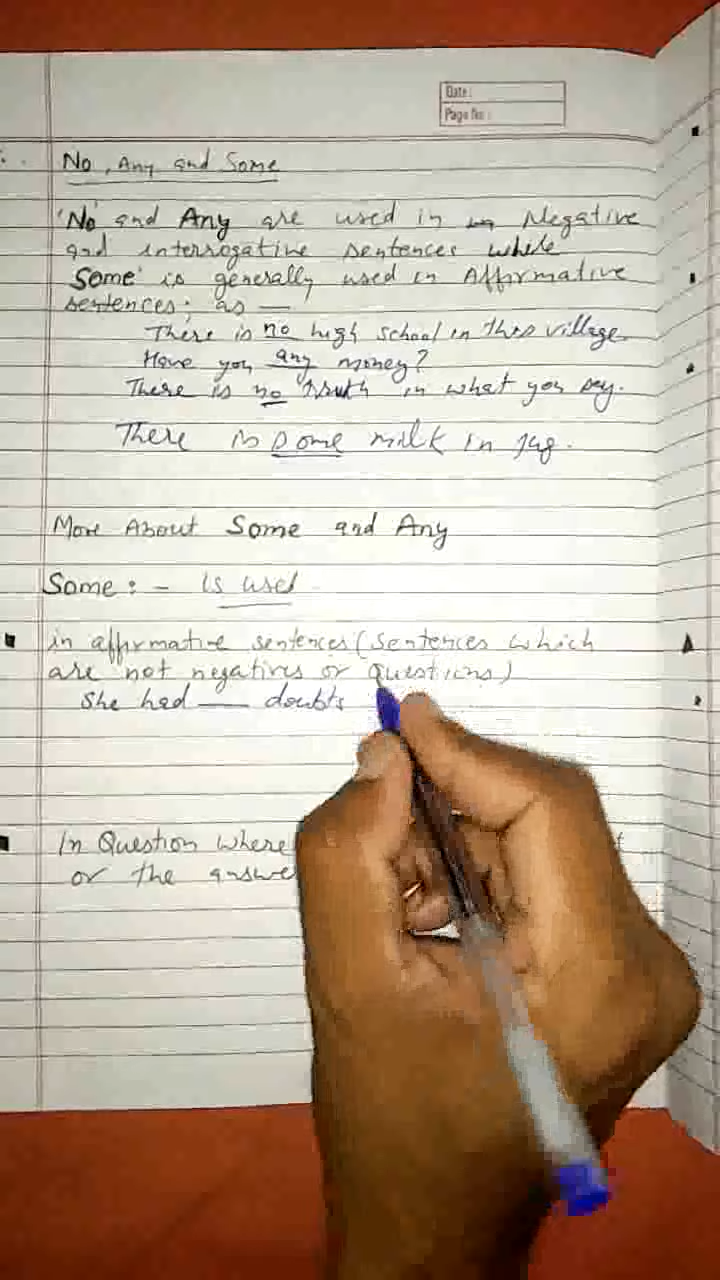 Date :
Page No :
No, Any and Some
'No' and Any are used in Negative
and interrogative sentences while
Some' is generally used in Affirmative
sentences; as —
There is no high school in this village.
Have you any money?
There is no truth in what you say.
There is some milk in jug.
More About Some and Any
Some : - is used
in affirmative sentences (sentences which
are not negatives or Questions)
She had ___ doubts
In Question where
or the answe